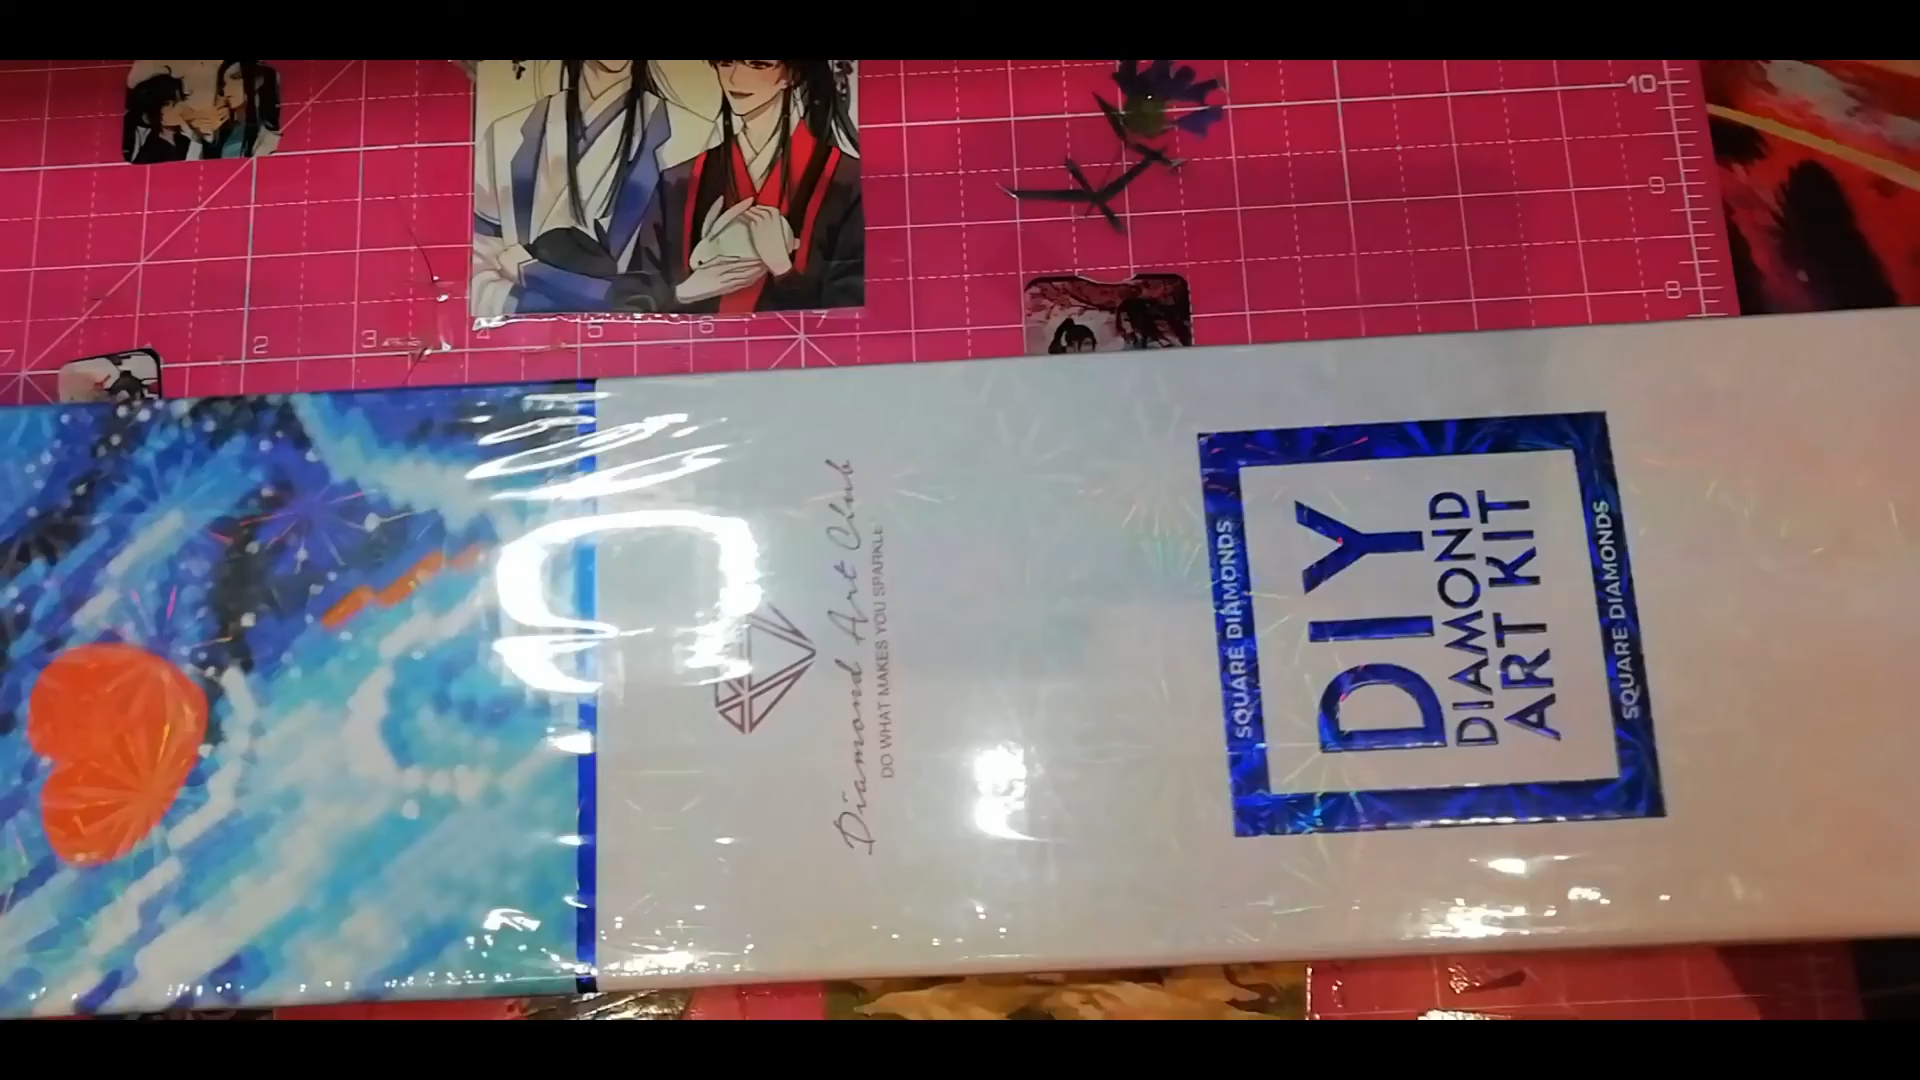 10
9
8
2
3
4
5
6
7
Diamond Art Club
DO WHAT MAKES YOU SPARKLE
SQUARE DIAMONDS
DIY
DIAMOND
ART KIT
SQUARE DIAMONDS